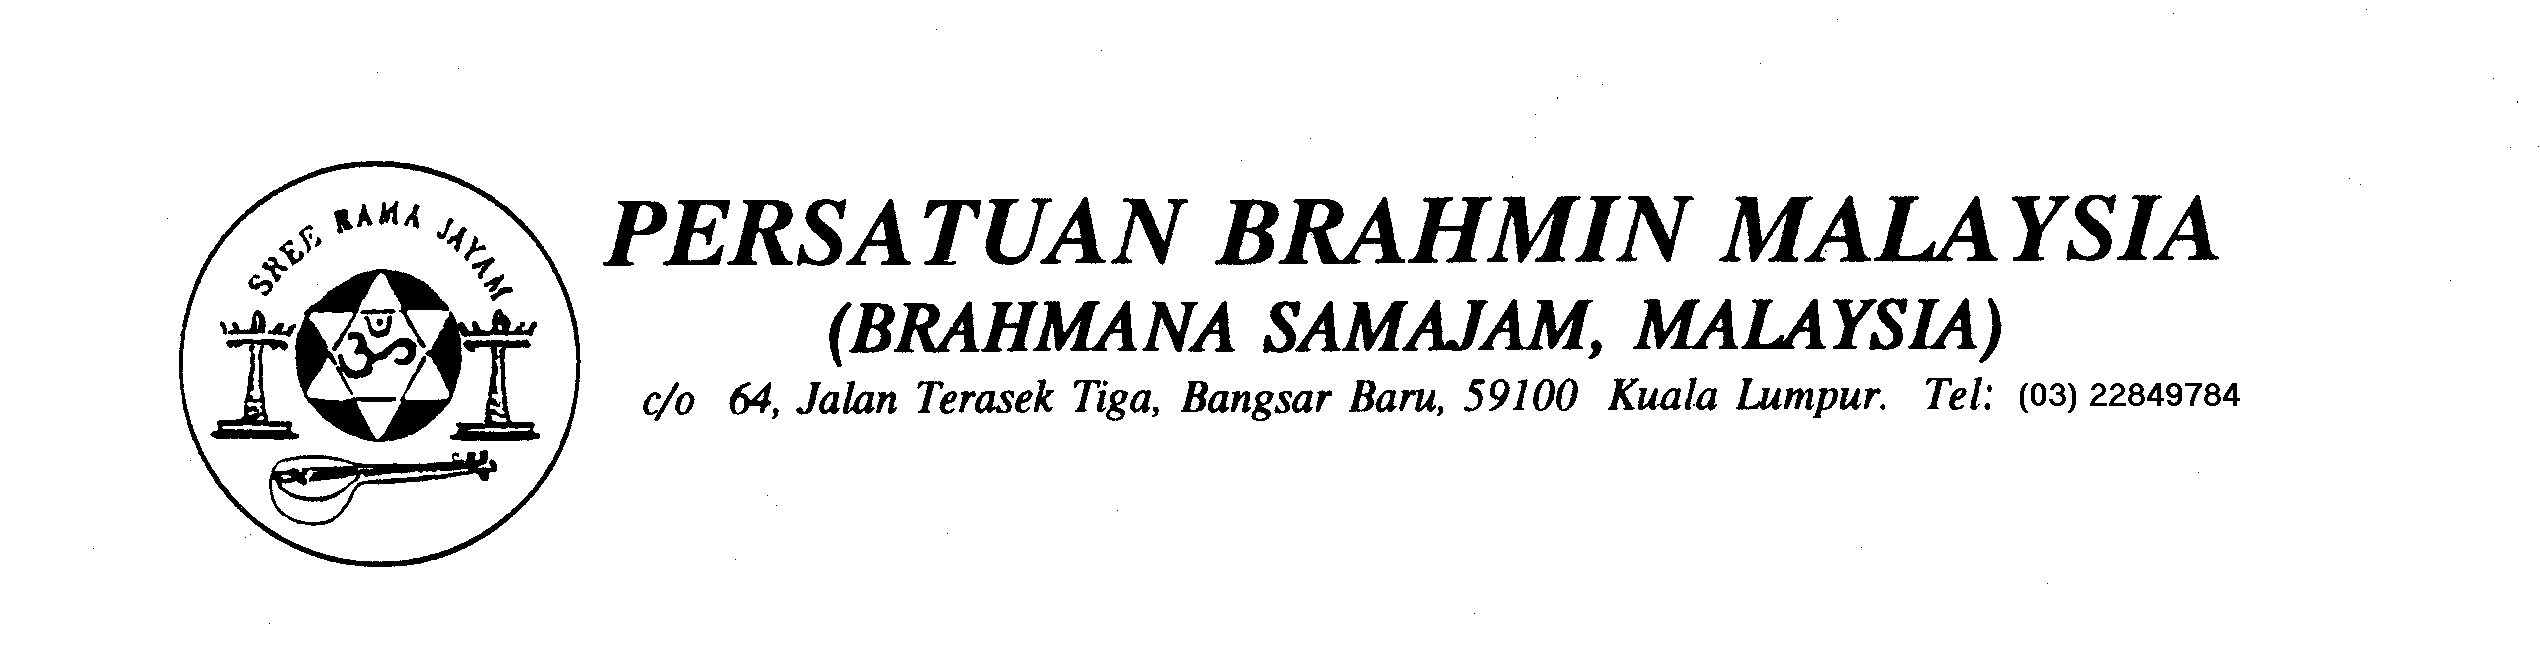 SREE RAMA JAYAM
ॐ
PERSATUAN BRAHMIN MALAYSIA
(BRAHMANA SAMAJAM, MALAYSIA)
c/o 64, Jalan Terasek Tiga, Bangsar Baru, 59100 Kuala Lumpur. Tel: (03) 22849784